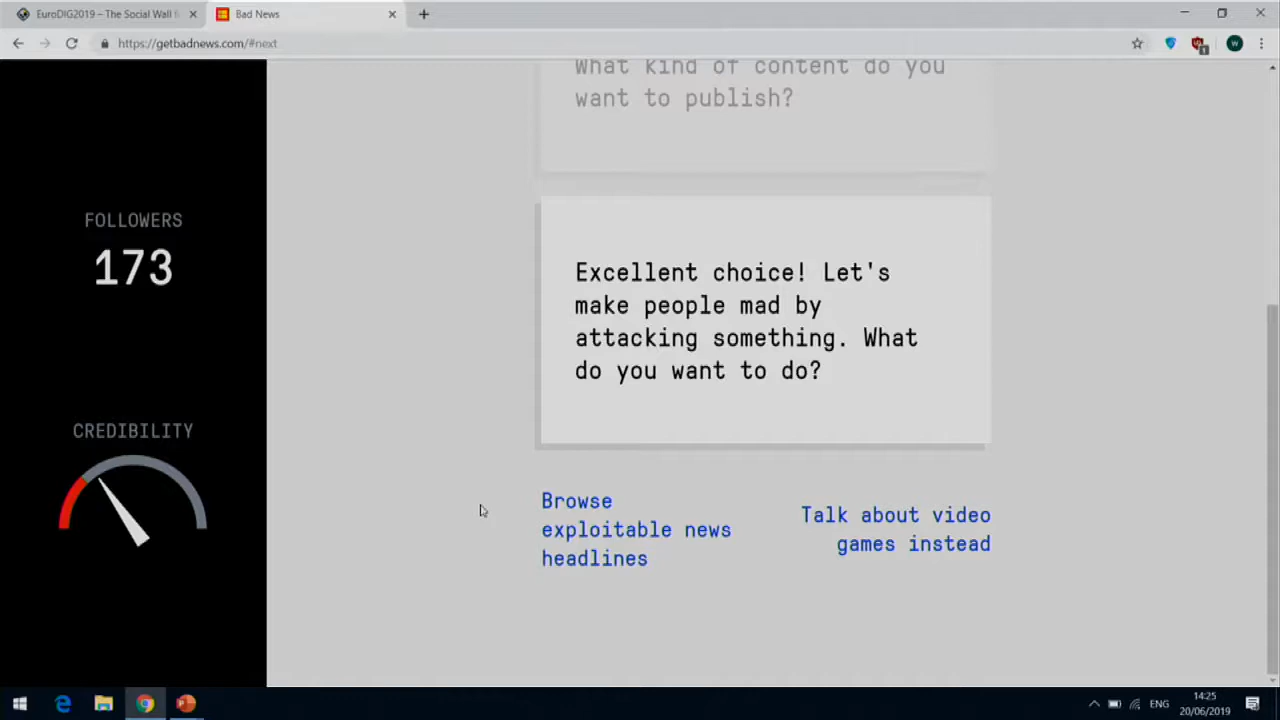 EuroDIG2019 – The Social Wall f
Bad News
https://getbadnews.com/#next
W
1
What kind of content do you
want to publish?
FOLLOWERS
173
Excellent choice! Let's
make people mad by
attacking something. What
do you want to do?
CREDIBILITY
Browse
exploitable news
headlines
Talk about video
games instead
ENG
14:25
20/06/2019